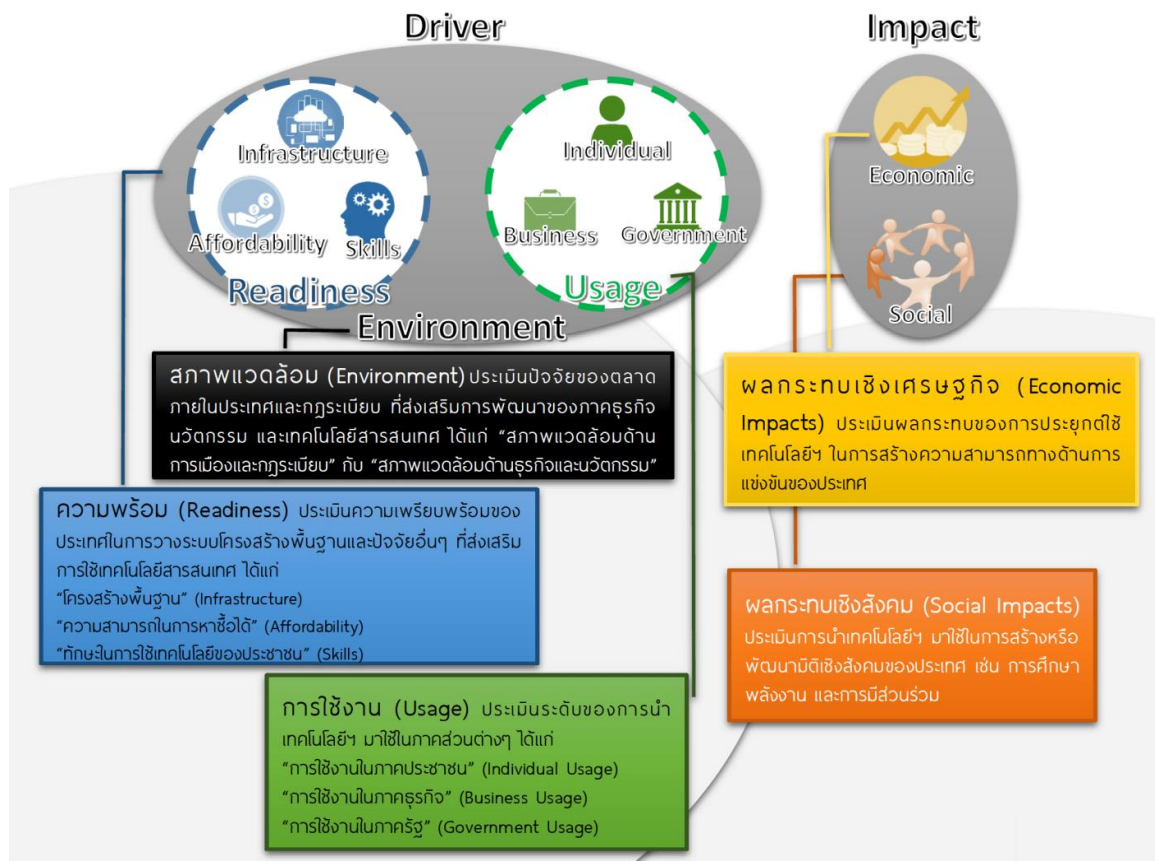 Driver
Impact
Infrastructure
Affordability
Skills
Readiness
Individual
Business
Government
Usage
Environment
Economic
Social
สภาพแวดล้อม (Environment) ประเมินปัจจัยของตลาด
ภายในประเทศและกฎระเบียบ ที่ส่งเสริมการพัฒนาของภาคธุรกิจ
นวัตกรรม และเทคโนโลยีสารสนเทศ ได้แก่ “สภาพแวดล้อมด้าน
การเมืองและกฎระเบียบ” กับ “สภาพแวดล้อมด้านธุรกิจและนวัตกรรม”
ความพร้อม (Readiness) ประเมินความเพรียบพร้อมของ
ประเทศในการวางระบบโครงสร้างพื้นฐานและปัจจัยอื่นๆ ที่ส่งเสริม
การใช้เทคโนโลยีสารสนเทศ ได้แก่
“โครงสร้างพื้นฐาน” (Infrastructure)
“ความสามารถในการหาซื้อได้” (Affordability)
“ทักษะในการใช้เทคโนโลยีของประชาชน” (Skills)
การใช้งาน (Usage) ประเมินระดับของการนำ
เทคโนโลยีฯ มาใช้ในภาคส่วนต่างๆ ได้แก่
“การใช้งานในภาคประชาชน” (Individual Usage)
“การใช้งานในภาคธุรกิจ” (Business Usage)
“การใช้งานในภาครัฐ” (Government Usage)
ผลกระทบเชิงเศรษฐกิจ (Economic
Impacts) ประเมินผลกระทบของการประยุกต์ใช้
เทคโนโลยีฯ ในการสร้างความสามารถทางด้านการ
แข่งขันของประเทศ
ผลกระทบเชิงสังคม (Social Impacts)
ประเมินการนำเทคโนโลยีฯ มาใช้ในการสร้างหรือ
พัฒนามิติเชิงสังคมของประเทศ เช่น การศึกษา
พลังงาน และการมีส่วนร่วม